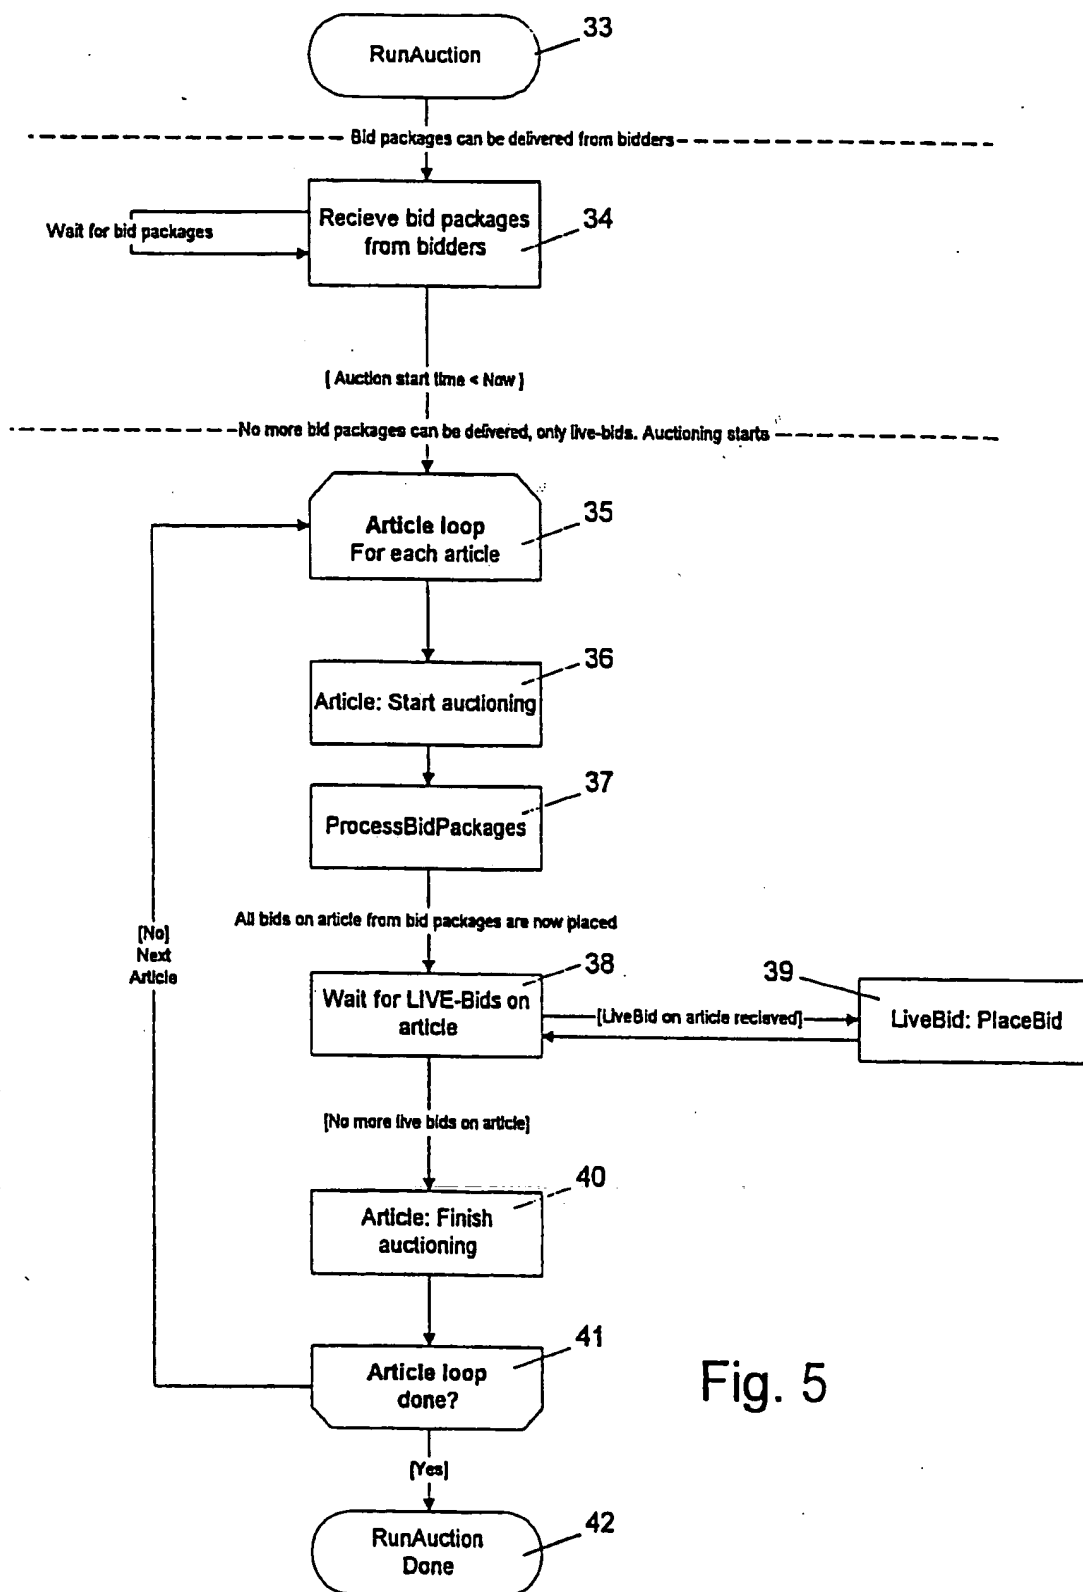 33
RunAuction
Bid packages can be delivered from bidders
Recieve bid packages
from bidders
34
Wait for bid packages
[ Auction start time < Now ]
No more bid packages can be delivered, only live-bids. Auctioning starts
Article loop
For each article
35
36
Article: Start auctioning
37
ProcessBidPackages
All bids on article from bid packages are now placed
[No]
Next
Article
38
Wait for LIVE-Bids on
article
[LiveBid on article recieved]
39
LiveBid: PlaceBid
[No more live bids on article]
40
Article: Finish
auctioning
41
Article loop
done?
Fig. 5
[Yes]
42
RunAuction
Done